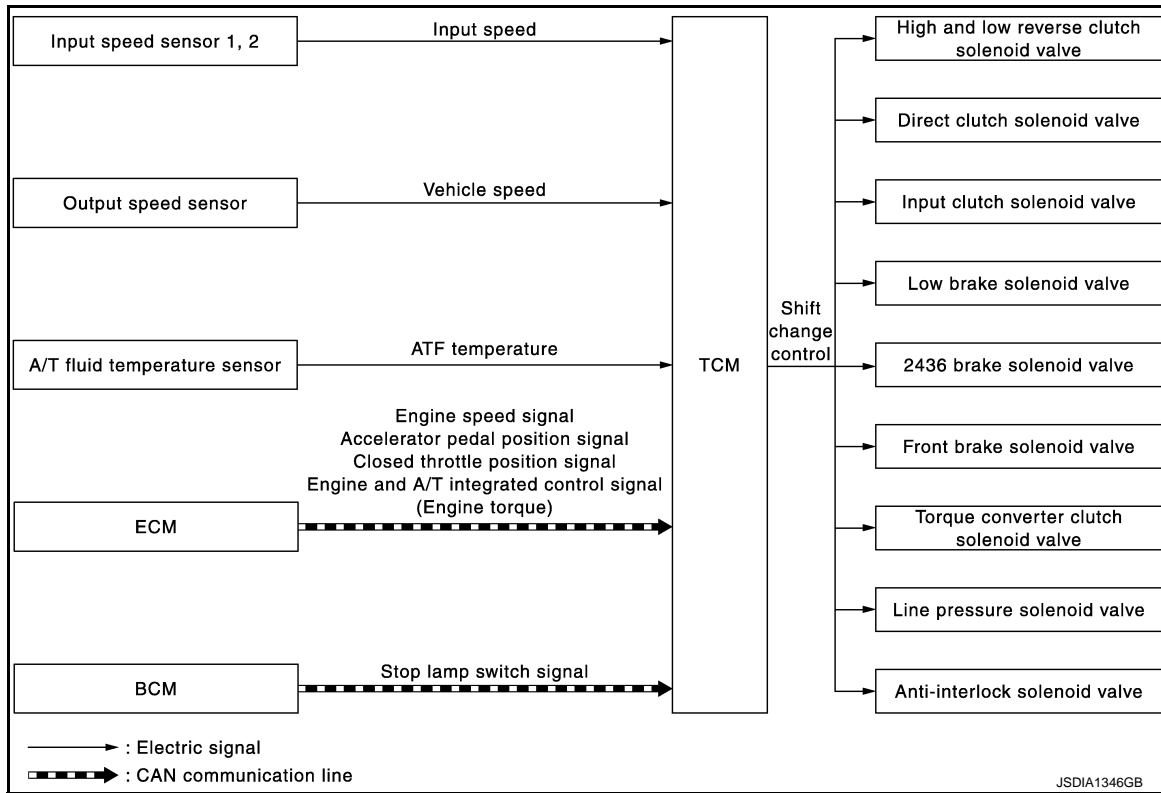 Input speed sensor 1, 2
Input speed
Output speed sensor
Vehicle speed
A/T fluid temperature sensor
ATF temperature
Engine speed signal
Accelerator pedal position signal
Closed throttle position signal
Engine and A/T integrated control signal
(Engine torque)
ECM
BCM
Stop lamp switch signal
TCM
Shift
change
control
High and low reverse clutch
solenoid valve
Direct clutch solenoid valve
Input clutch solenoid valve
Low brake solenoid valve
2436 brake solenoid valve
Front brake solenoid valve
Torque converter clutch
solenoid valve
Line pressure solenoid valve
Anti-interlock solenoid valve
: Electric signal
: CAN communication line
JSDIA1346GB